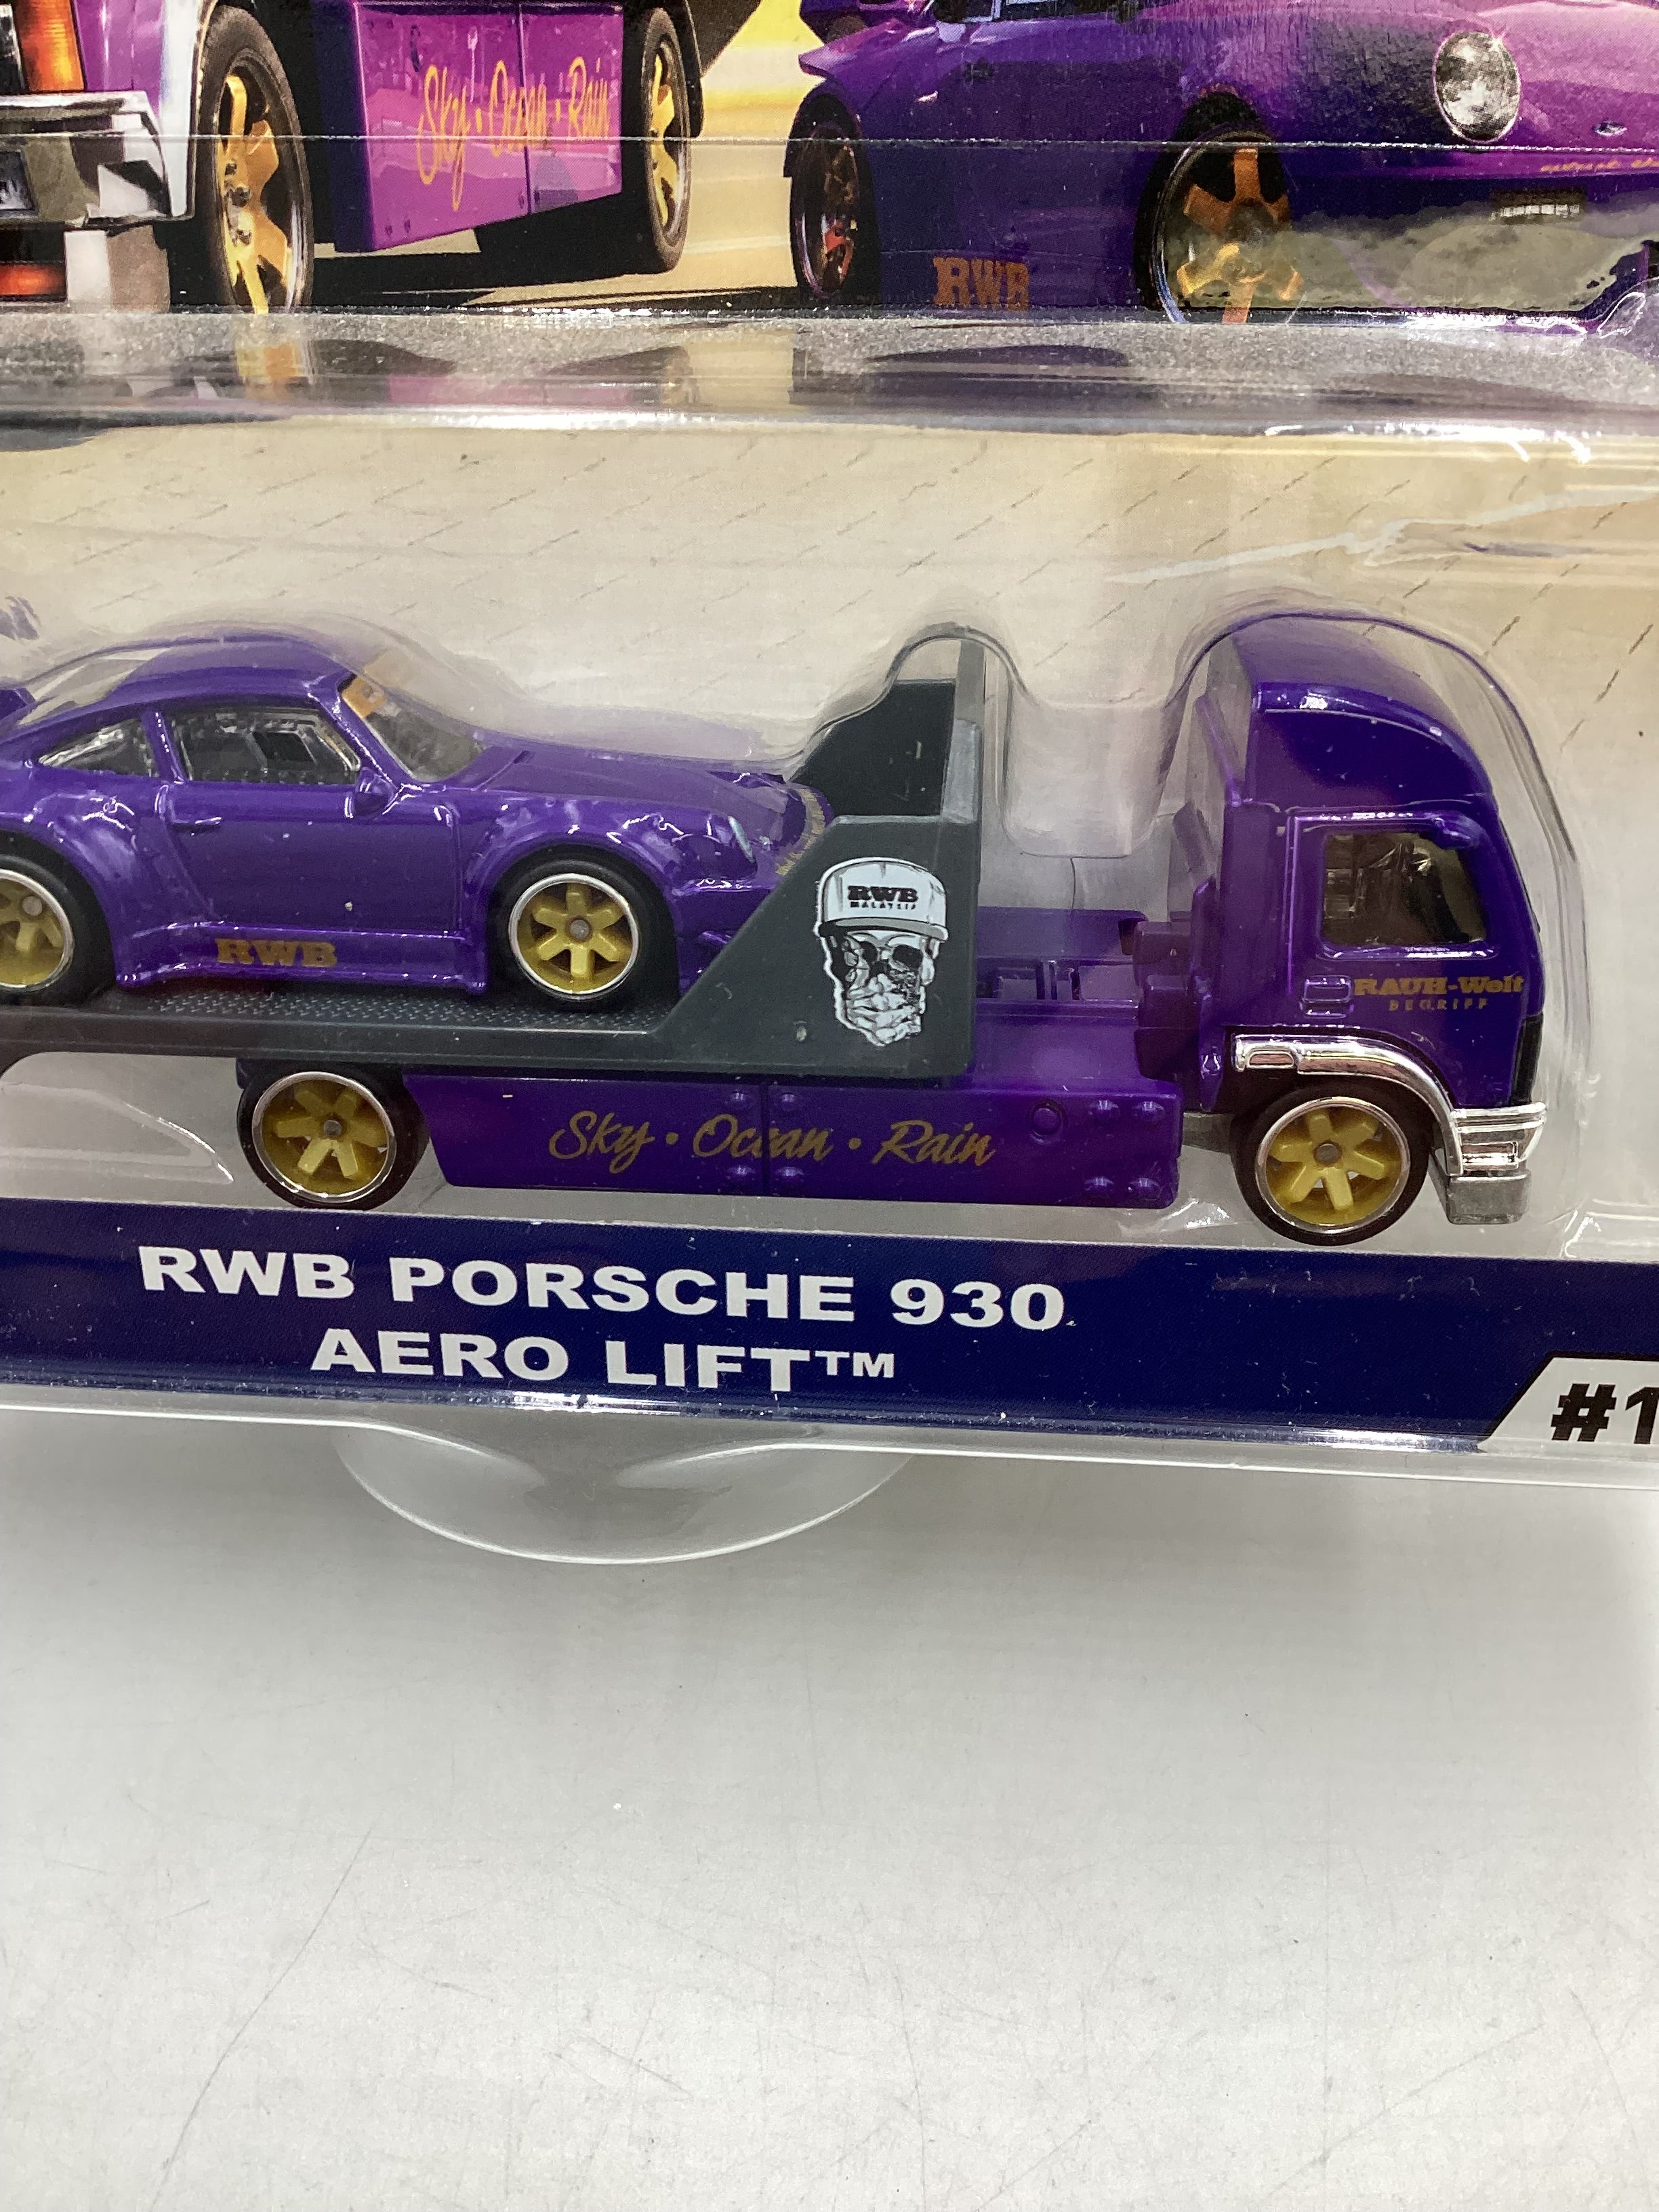 Sky • Ocean • Rain
RWB
RWB
RWB
MALAYSIA
RAUH-Welt
BEGRIFF
Sky • Ocean • Rain
RWB PORSCHE 930
AERO LIFT™
#1